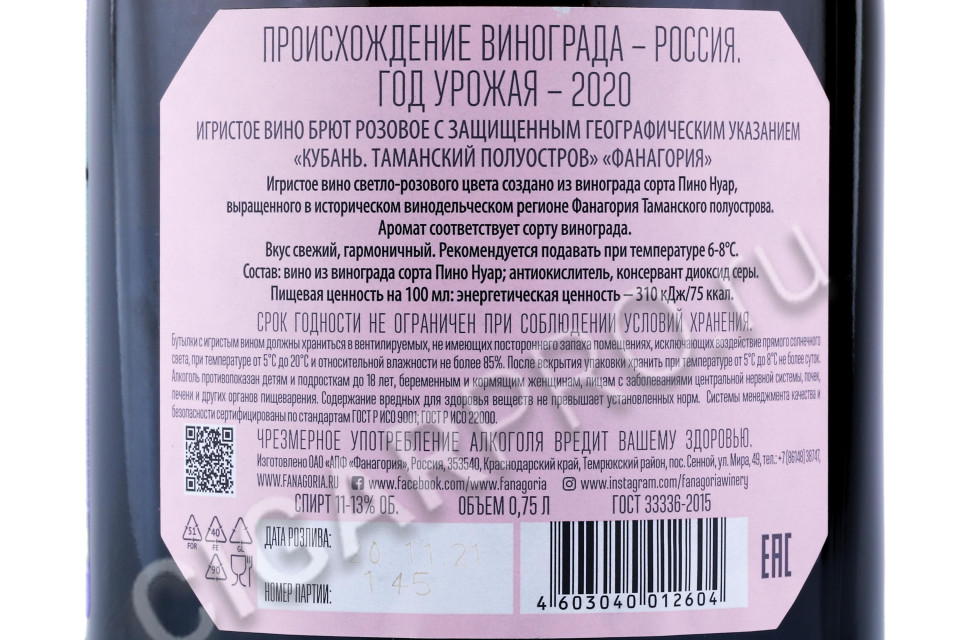 ПРОИСХОЖДЕНИЕ ВИНОГРАДА – РОССИЯ.
ГОД УРОЖАЯ – 2020
ИГРИСТОЕ ВИНО БРЮТ РОЗОВОЕ С ЗАЩИЩЕННЫМ ГЕОГРАФИЧЕСКИМ УКАЗАНИЕМ
«КУБАНЬ. ТАМАНСКИЙ ПОЛУОСТРОВ» «ФАНАГОРИЯ»
Игристое вино светло-розового цвета создано из винограда сорта Пино Нуар,
выращенного в историческом винодельческом регионе Фанагория Таманского полуострова.
Аромат соответствует сорту винограда.
Вкус свежий, гармоничный. Рекомендуется подавать при температуре 6-8°С.
Состав: вино из винограда сорта Пино Нуар; антиокислитель, консервант диоксид серы.
Пищевая ценность на 100 мл: энергетическая ценность – 310 кДж/75 ккал.
СРОК ГОДНОСТИ НЕ ОГРАНИЧЕН ПРИ СОБЛЮДЕНИИ УСЛОВИЙ ХРАНЕНИЯ.
Бутылки с игристым вином должны храниться в вентилируемых, не имеющих постороннего запаха помещениях, исключающих воздействие прямого солнечного
света, при температуре от 5°С до 20°С и относительной влажности не более 85%. После вскрытия упаковки хранить при температуре от 5°С до 8°С не более суток.
Алкоголь противопоказан детям и подросткам до 18 лет, беременным и кормящим женщинам, лицам с заболеваниями центральной нервной системы, почек,
печени и других органов пищеварения. Содержание вредных для здоровья веществ не превышает установленных норм. Системы менеджмента качества и
безопасности сертифицированы по стандартам ГОСТ Р ИСО 9001; ГОСТ Р ИСО 22000.
ЧРЕЗМЕРНОЕ УПОТРЕБЛЕНИЕ АЛКОГОЛЯ ВРЕДИТ ВАШЕМУ ЗДОРОВЬЮ.
Изготовлено ОАО «АПФ «Фанагория», Россия, 353540, Краснодарский край, Темрюкский район, пос. Сенной, ул. Мира, 49, тел.: +7 (86148) 38747,
WWW.FANAGORIA.RU www.facebook.com/www.fanagoria www.instagram.com/fanagoriawinery
СПИРТ 11-13% ОБ. ОБЪЕМ 0,75 Л ГОСТ 33336-2015
51 FOR 40 FE GL
90
ДАТА РОЗЛИВА:
20 11 21
145
НОМЕР ПАРТИИ:
4 603040 012604
EAC
CIGARPRO.ru